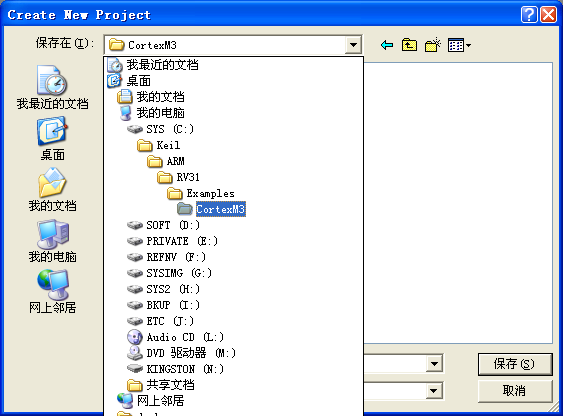 Create New Project
保存在(I):
CortexM3
我最近的文档
桌面
我的文档
我的电脑
SYS (C:)
Keil
ARM
RV31
Examples
CortexM3
SOFT (D:)
PRIVATE (E:)
REFNV (F:)
SYSIMG (G:)
SYS2 (H:)
BKUP (I:)
ETC (J:)
Audio CD (L:)
DVD 驱动器 (M:)
KINGSTON (N:)
共享文档
网上邻居
我最近的文档
桌面
我的文档
我的电脑
网上邻居
保存(S)
取消